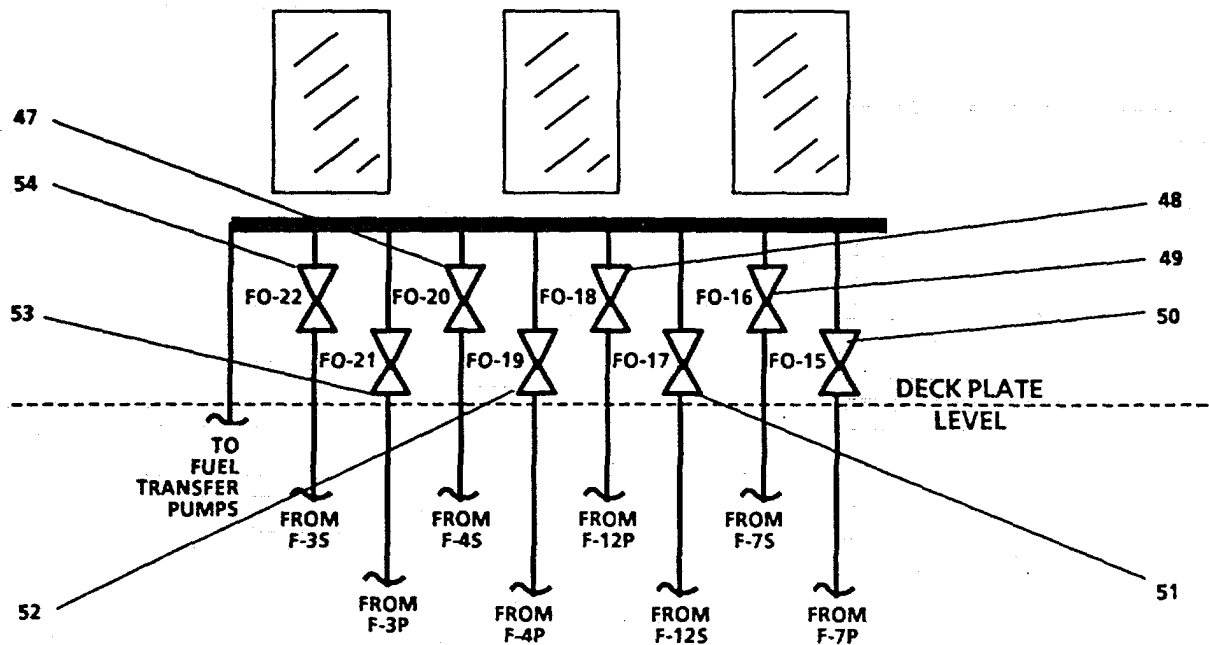 47
54
48
49
FO-22
FO-20
FO-18
FO-16
53
50
FO-21
FO-19
FO-17
FO-15
DECK PLATE
LEVEL
TO
FUEL
TRANSFER
PUMPS
FROM
F-3S
FROM
F-4S
FROM
F-12P
FROM
F-7S
52
51
FROM
F-3P
FROM
F-4P
FROM
F-12S
FROM
F-7P